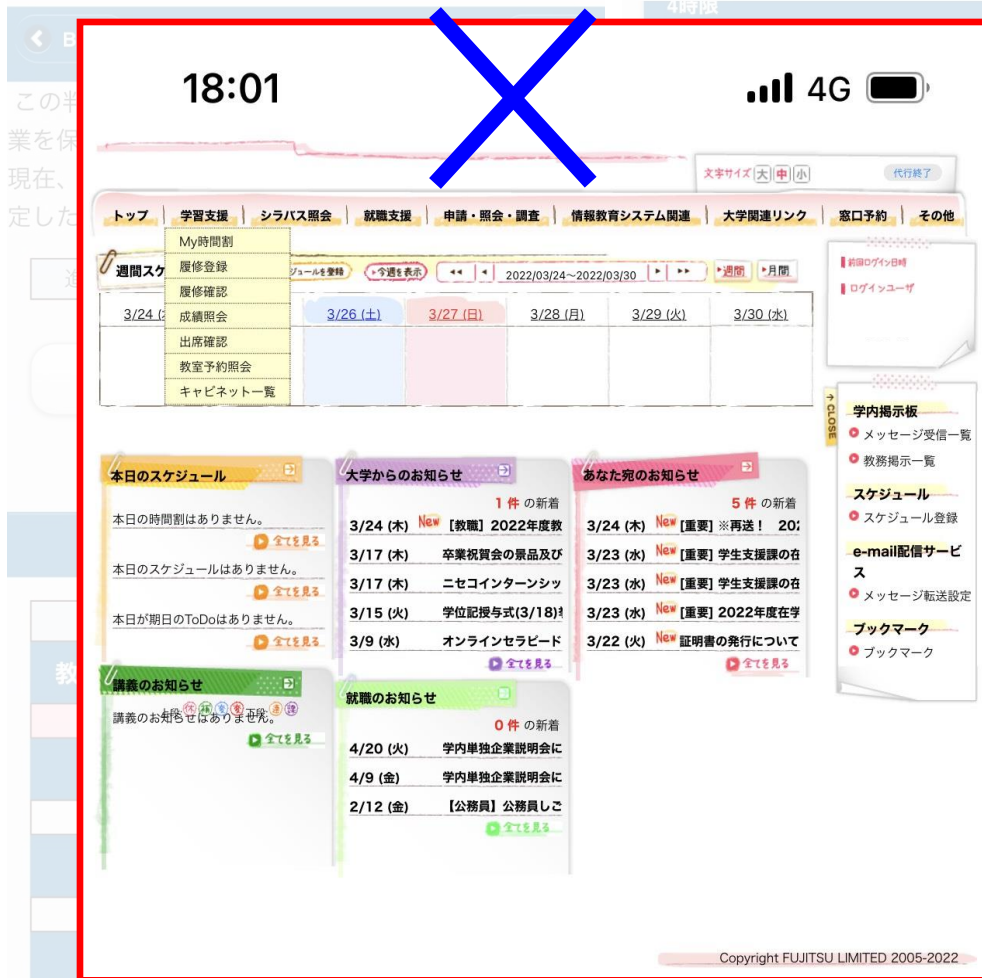 4時限
B
この半
業を保
現在、
定した
18:01
4G
文字サイズ 大 中 小
代行終了
トップ 学習支援 シラバス照会 就職支援 申請・照会・調査 情報教育システム関連 大学関連リンク 窓口予約 その他
My時間割
履修登録
履修確認
成績照会
出席確認
教室予約照会
キャビネット一覧
週間スケ
ジュールを登録 今週を表示 2022/03/24～2022/03/30 週間 月間
3/24 3/26 (土) 3/27 (日) 3/28 (月) 3/29 (火) 3/30 (水)
前回ログイン日時
ログインユーザ
↑ CLOSE
学内掲示板
メッセージ受信一覧
教務掲示一覧
スケジュール
スケジュール登録
e-mail配信サービ
ス
メッセージ転送設定
ブックマーク
ブックマーク
本日のスケジュール
本日の時間割はありません。
全てを見る
本日のスケジュールはありません。
全てを見る
本日が期日のToDoはありません。
全てを見る
大学からのお知らせ
1 件 の新着
3/24 (木) New 【教職】2022年度教
3/17 (木) 卒業祝賀会の景品及び
3/17 (木) ニセコインターンシッ
3/15 (火) 学位記授与式(3/18)
3/9 (水) オンラインセラピード
全てを見る
あなた宛のお知らせ
5 件 の新着
3/24 (木) New [重要] ※再送！ 202
3/23 (水) New [重要] 学生支援課の在
3/23 (水) New [重要] 学生支援課の在
3/23 (水) New [重要] 2022年度在学
3/22 (火) New 証明書の発行について
全てを見る
講義のお知らせ
講義のお知らせはありません。
全てを見る
就職のお知らせ
0 件 の新着
4/20 (火) 学内単独企業説明会に
4/9 (金) 学内単独企業説明会に
2/12 (金) 【公務員】公務員しご
全てを見る
教
Copyright FUJITSU LIMITED 2005-2022